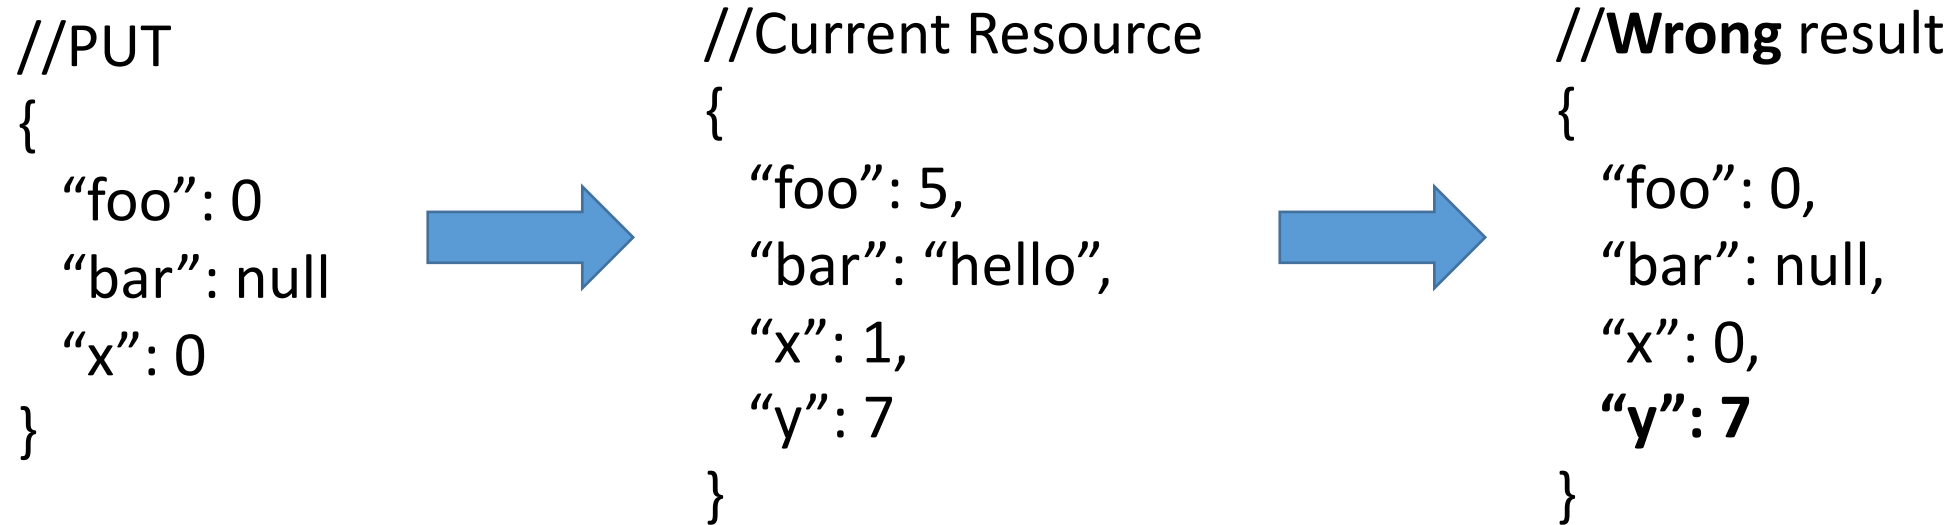 //PUT
{
“foo”: 0
“bar”: null
“x”: 0
}
//Current Resource
{
“foo”: 5,
“bar”: “hello”,
“x”: 1,
“y”: 7
}
//Wrong result
{
“foo”: 0,
“bar”: null,
“x”: 0,
“y”: 7
}